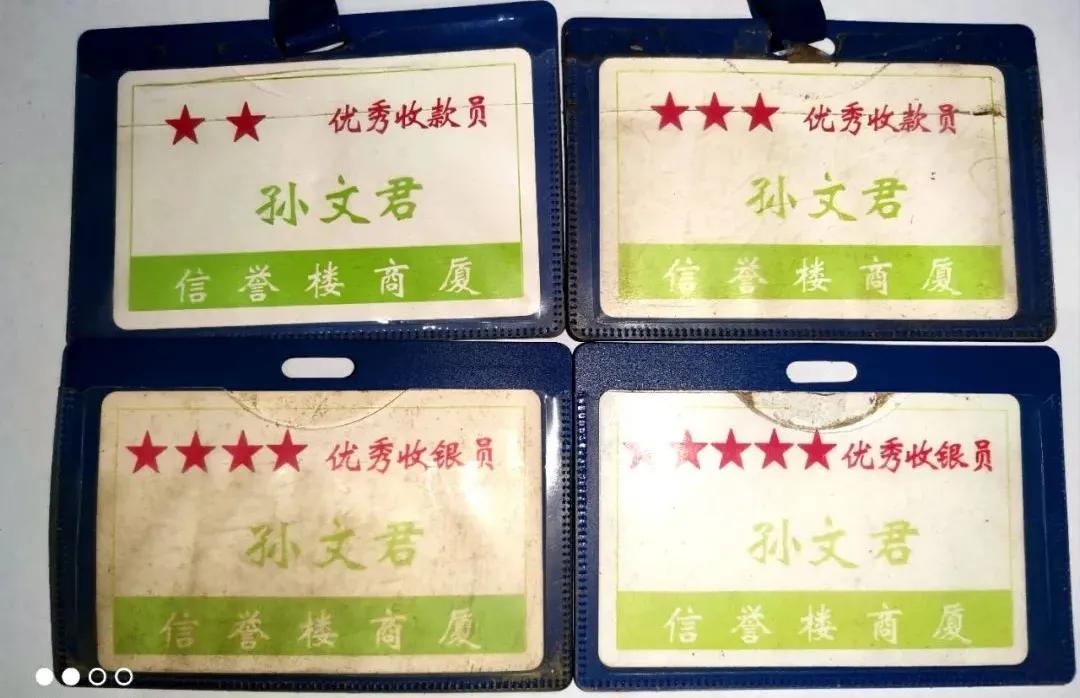 ★ ★ 优秀收款员
孙文君
信誉楼商厦
★★★ 优秀收款员
孙文君
信誉楼商厦
★★★★ 优秀收银员
孙文君
信誉楼商厦
★★★★★ 优秀收银员
孙文君
信誉楼商厦